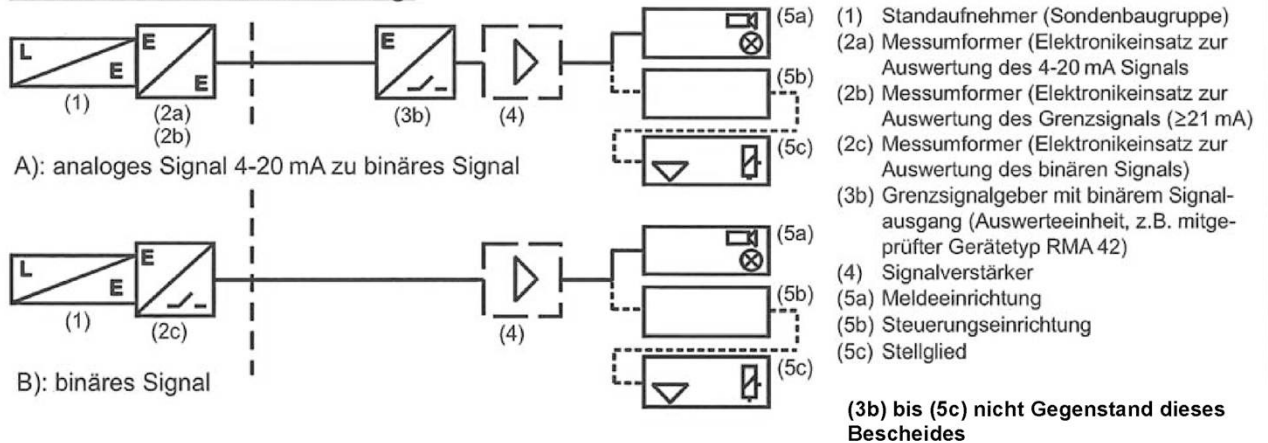 L
E
E
E
E
(5a)
(1)
(2a)
(2b)
(3b)
(4)
(5b)
(5c)
A): analoges Signal 4-20 mA zu binäres Signal
L
E
E
(5a)
(1)
(2c)
(4)
(5b)
(5c)
B): binäres Signal
(1) Standaufnehmer (Sondenbaugruppe)
(2a) Messumformer (Elektronikeinsatz zur
Auswertung des 4-20 mA Signals
(2b) Messumformer (Elektronikeinsatz zur
Auswertung des Grenzsignals (≥21 mA)
(2c) Messumformer (Elektronikeinsatz zur
Auswertung des binären Signals)
(3b) Grenzsignalgeber mit binärem Signal-
ausgang (Auswerteeinheit, z.B. mitge-
prüfter Gerätetyp RMA 42)
(4) Signalverstärker
(5a) Meldeeinrichtung
(5b) Steuerungseinrichtung
(5c) Stellglied
(3b) bis (5c) nicht Gegenstand dieses
Bescheides